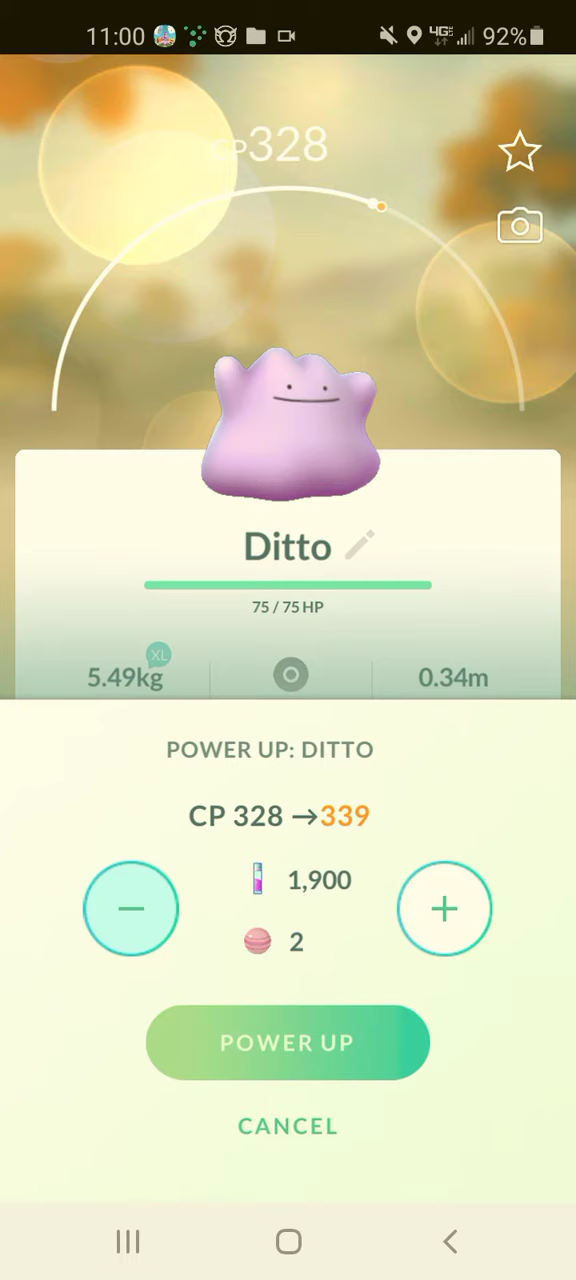 11:00 4GE 92%
CP328
Ditto
75 / 75 HP
XL
5.49kg 0.34m
POWER UP: DITTO
CP 328 →339
1,900
2
POWER UP
CANCEL